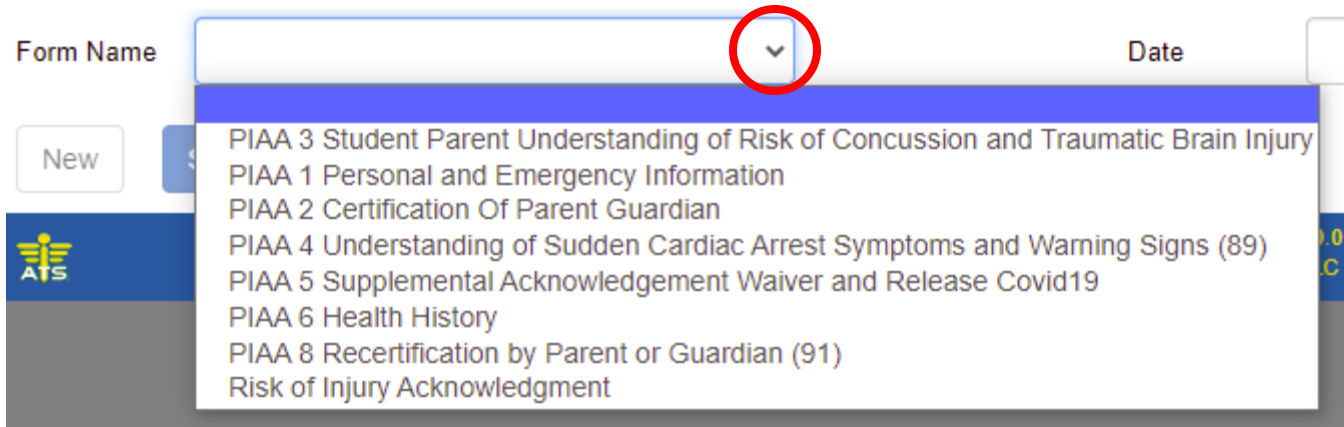 Form Name
Date
PIAA 3 Student Parent Understanding of Risk of Concussion and Traumatic Brain Injury
New
PIAA 1 Personal and Emergency Information
PIAA 2 Certification Of Parent Guardian
PIAA 4 Understanding of Sudden Cardiac Arrest Symptoms and Warning Signs (89)
ATS
PIAA 5 Supplemental Acknowledgement Waiver and Release Covid19
PIAA 6 Health History
PIAA 8 Recertification by Parent or Guardian (91)
Risk of Injury Acknowledgment